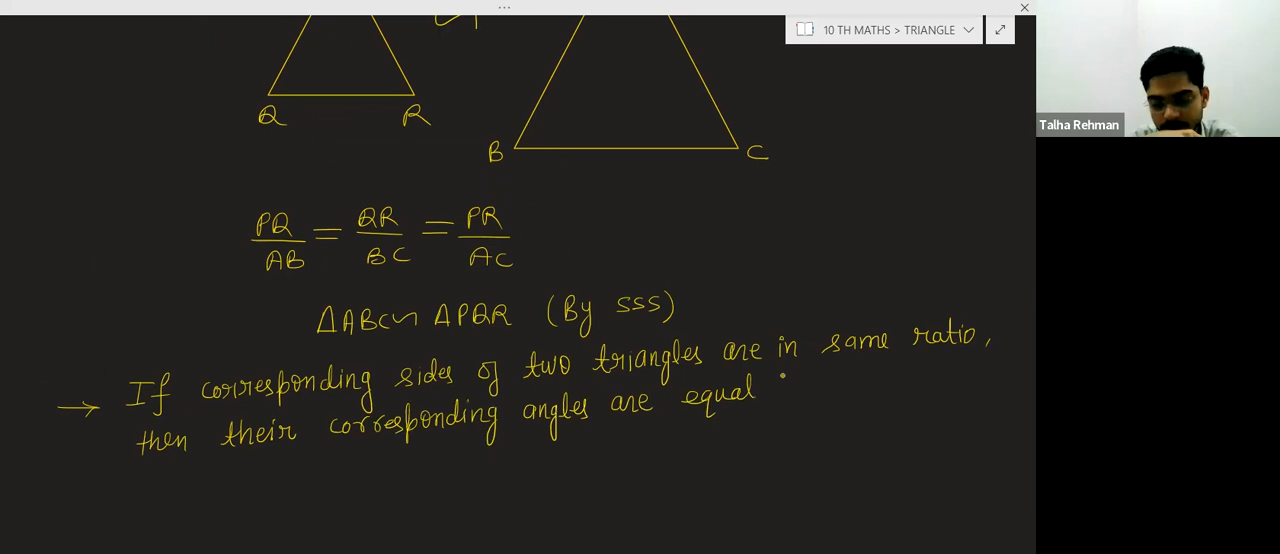 10 TH MATHS > TRIANGLE
Talha Rehman
Q R
B C
PQ/AB = QR/BC = PR/AC
ΔABC ~ ΔPQR (By SSS)
→ If corresponding sides of two triangles are in same ratio,
then their corresponding angles are equal